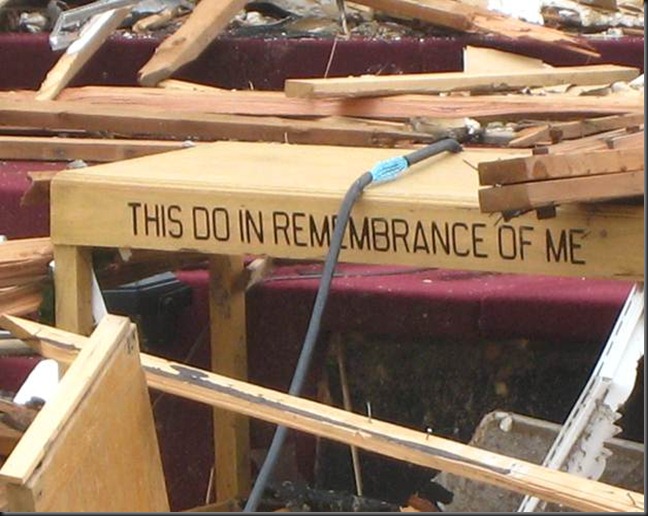 THIS DO IN REMEMBRANCE OF ME